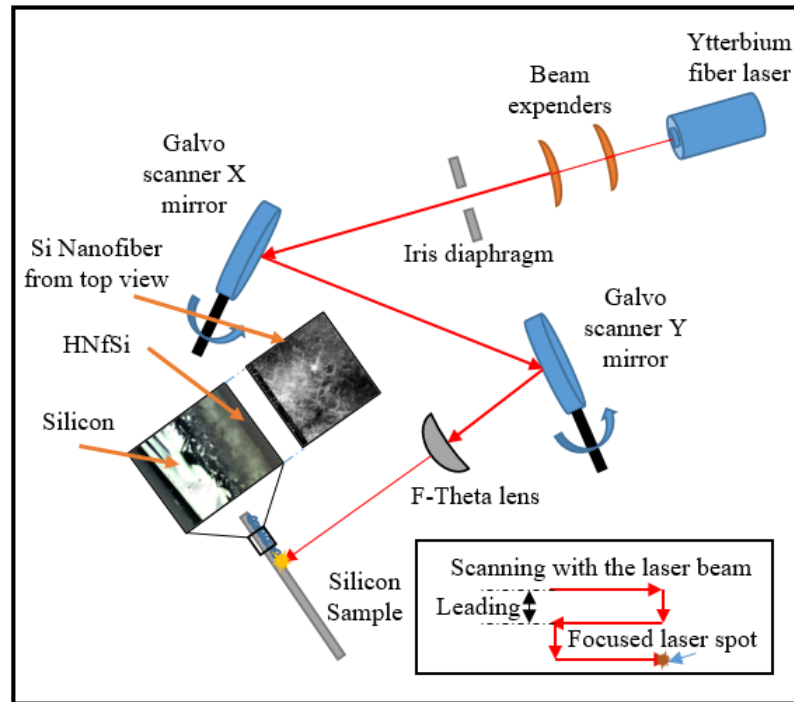 Ytterbium
fiber laser
Beam
expenders
Galvo
scanner X
mirror
Iris diaphragm
Si Nanofiber
from top view
Galvo
scanner Y
mirror
HNfSi
Silicon
F-Theta lens
Silicon
Sample
Scanning with the laser beam
Leading
Focused laser spot